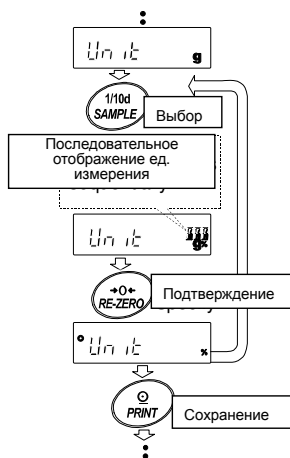 Unit g
1/10d
SAMPLE
Выбор
Последовательное
отображение ед.
измерения
Unit g%
→0←
RE-ZERO
Подтверждение
Unit %
PRINT
Сохранение